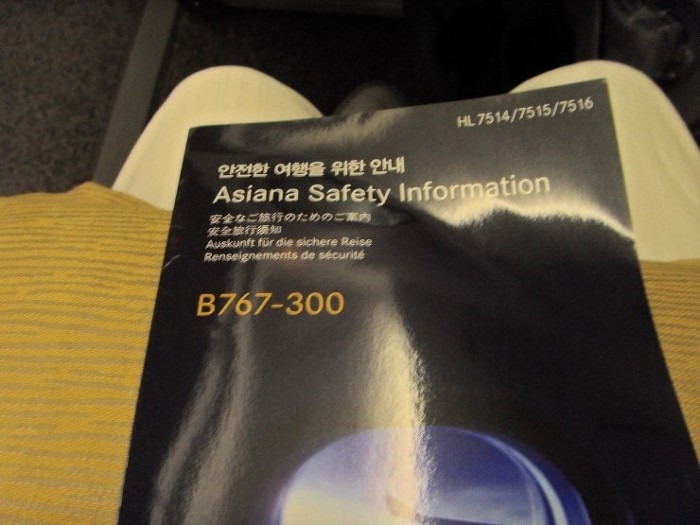 HL7514/7515/7516
안전한 여행을 위한 안내
Asiana Safety Information
安全なご旅行のためのご案内
安全旅行须知
Auskunft für die sichere Reise
Renseignements de sécurité
B767-300